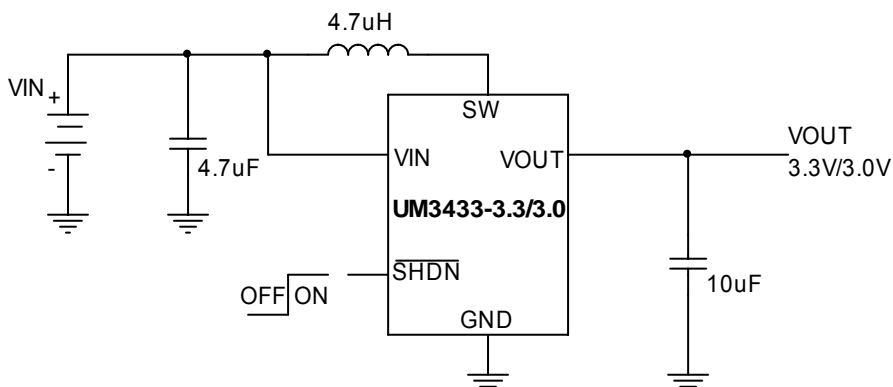 4.7uH
VIN
+
-
4.7uF
SW
VIN
VOUT
UM3433-3.3/3.0
SHDN
GND
OFF
ON
VOUT
3.3V/3.0V
10uF